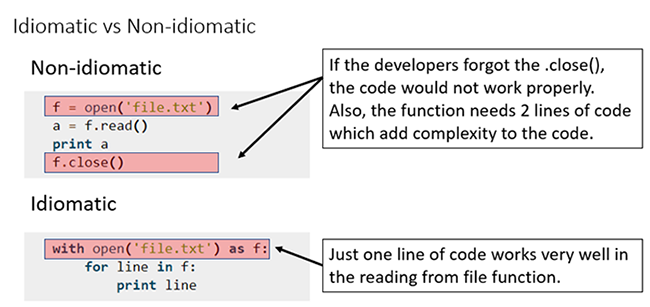 Idiomatic vs Non-idiomatic
Non-idiomatic
f = open('file.txt')
a = f.read()
print a
f.close()
If the developers forgot the .close(),
the code would not work properly.
Also, the function needs 2 lines of code
which add complexity to the code.
Idiomatic
with open('file.txt') as f:
    for line in f:
        print line
Just one line of code works very well in
the reading from file function.